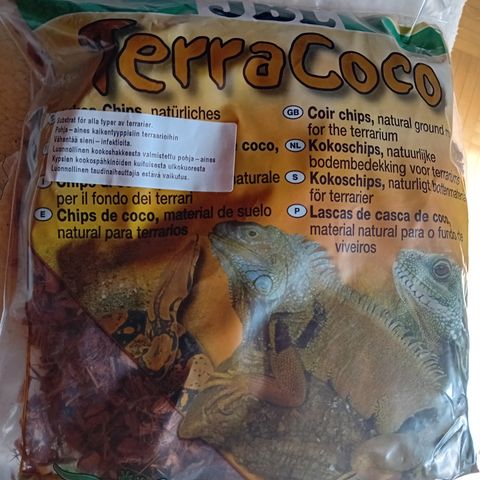 JBL
TerraCoco
Chips, natürliches
Substrat för alla typer av terrarier.
Pohja – aines kaikentyyppisiin terraarioihin
Vähentää sieni – infektioita.
Luonnollinen kookoshakkeesta valmistettu pohja – aines
Kypsien kookospähkinöiden kuituisesta ulkokuoresta
Luonnollinen taudinaiheuttajia estävä vaikutus.
coco,
naturale
per il fondo dei terrari
E Chips de coco, material de suelo
natural para terrarios
GB Coir chips, natural ground
for the terrarium
NL Kokoschips, natuurlijke
bodembedekking voor terrariums
S Kokoschips, naturligt bottenmaterial
för terrarier
P Lascas de casca de coco,
material natural para o fundo de
viveiros